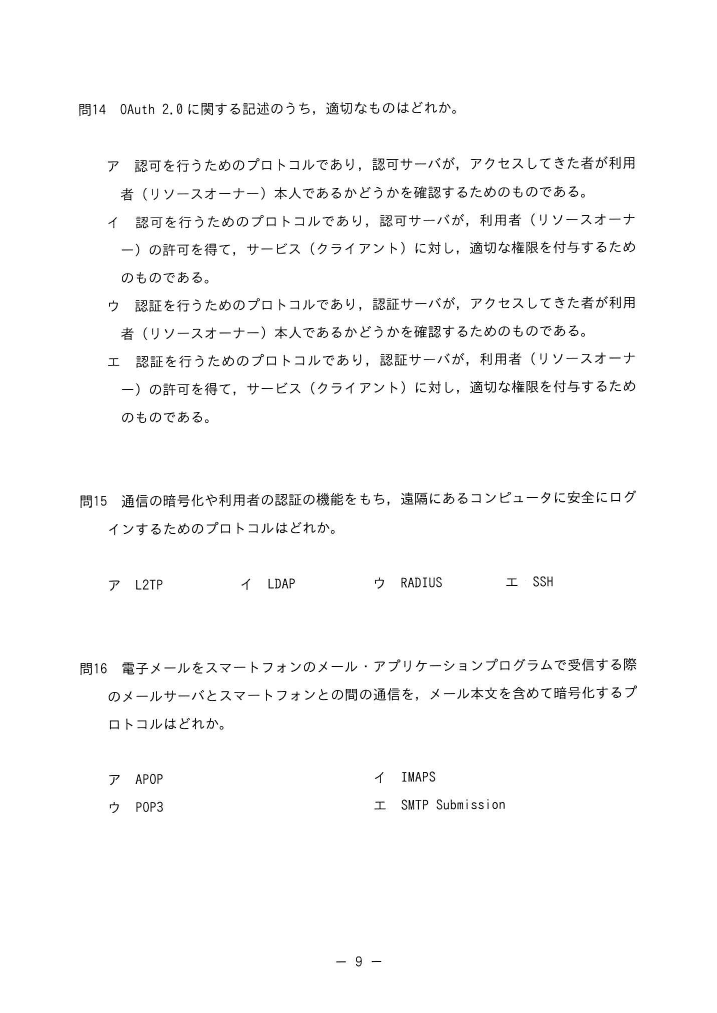 問14　OAuth 2.0 に関する記述のうち，適切なものはどれか。
ア　認可を行うためのプロトコルであり，認可サーバが，アクセスしてきた者が利用
者（リソースオーナー）本人であるかどうかを確認するためのものである。
イ　認可を行うためのプロトコルであり，認可サーバが，利用者（リソースオーナ
ー）の許可を得て，サービス（クライアント）に対し，適切な権限を付与するため
のものである。
ウ　認証を行うためのプロトコルであり，認証サーバが，アクセスしてきた者が利用
者（リソースオーナー）本人であるかどうかを確認するためのものである。
エ　認証を行うためのプロトコルであり，認証サーバが，利用者（リソースオーナ
ー）の許可を得て，サービス（クライアント）に対し，適切な権限を付与するため
のものである。
問15　通信の暗号化や利用者の認証の機能をもち，遠隔にあるコンピュータに安全にログ
インするためのプロトコルはどれか。
ア　L2TP　イ　LDAP　ウ　RADIUS　エ　SSH
問16　電子メールをスマートフォンのメール・アプリケーションプログラムで受信する際
のメールサーバとスマートフォンとの間の通信を，メール本文を含めて暗号化するプ
ロトコルはどれか。
ア　APOP　イ　IMAPS
ウ　POP3　エ　SMTP Submission
－ 9 －